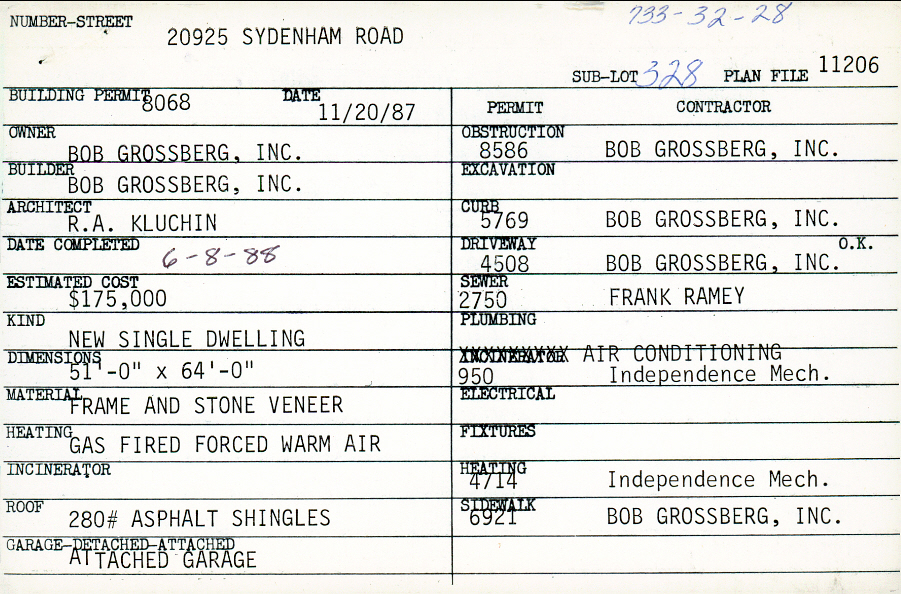 NUMBER-STREET
733-32-28
20925 SYDENHAM ROAD
SUB-LOT 328 PLAN FILE 11206
BUILDING PERMIT 8068 DATE 11/20/87
PERMIT CONTRACTOR
OWNER
BOB GROSSBERG, INC.
OBSTRUCTION
8586 BOB GROSSBERG, INC.
BUILDER
BOB GROSSBERG, INC.
EXCAVATION
ARCHITECT
R.A. KLUCHIN
CURB
5769 BOB GROSSBERG, INC.
DATE COMPLETED
6-8-88
DRIVEWAY O.K.
4508 BOB GROSSBERG, INC.
ESTIMATED COST
$175,000
SEWER
2750 FRANK RAMEY
KIND
NEW SINGLE DWELLING
PLUMBING
DIMENSIONS
51'-0" x 64'-0"
INCINERATOR XXXXXXXXXX AIR CONDITIONING
950 Independence Mech.
MATERIAL
FRAME AND STONE VENEER
ELECTRICAL
HEATING
GAS FIRED FORCED WARM AIR
FIXTURES
INCINERATOR
HEATING
4714 Independence Mech.
ROOF
280# ASPHALT SHINGLES
SIDEWALK
6921 BOB GROSSBERG, INC.
GARAGE-DETACHED-ATTACHED
ATTACHED GARAGE